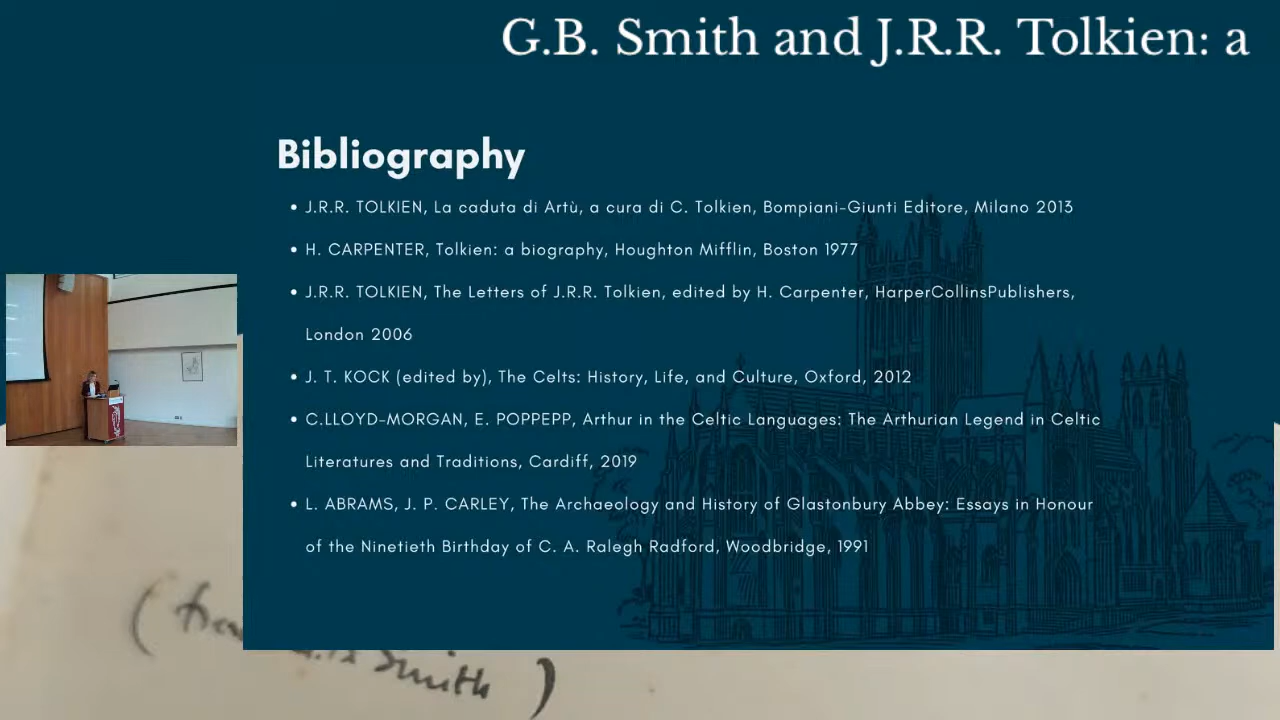 G.B. Smith and J.R.R. Tolkien: a
Bibliography
• J.R.R. TOLKIEN, La caduta di Artù, a cura di C. Tolkien, Bompiani-Giunti Editore, Milano 2013
• H. CARPENTER, Tolkien: a biography, Houghton Mifflin, Boston 1977
• J.R.R. TOLKIEN, The Letters of J.R.R. Tolkien, edited by H. Carpenter, HarperCollinsPublishers,
London 2006
• J. T. KOCK (edited by), The Celts: History, Life, and Culture, Oxford, 2012
• C.LLOYD-MORGAN, E. POPPEPP, Arthur in the Celtic Languages: The Arthurian Legend in Celtic
Literatures and Traditions, Cardiff, 2019
• L. ABRAMS, J. P. CARLEY, The Archaeology and History of Glastonbury Abbey: Essays in Honour
of the Ninetieth Birthday of C. A. Ralegh Radford, Woodbridge, 1991
Smith )